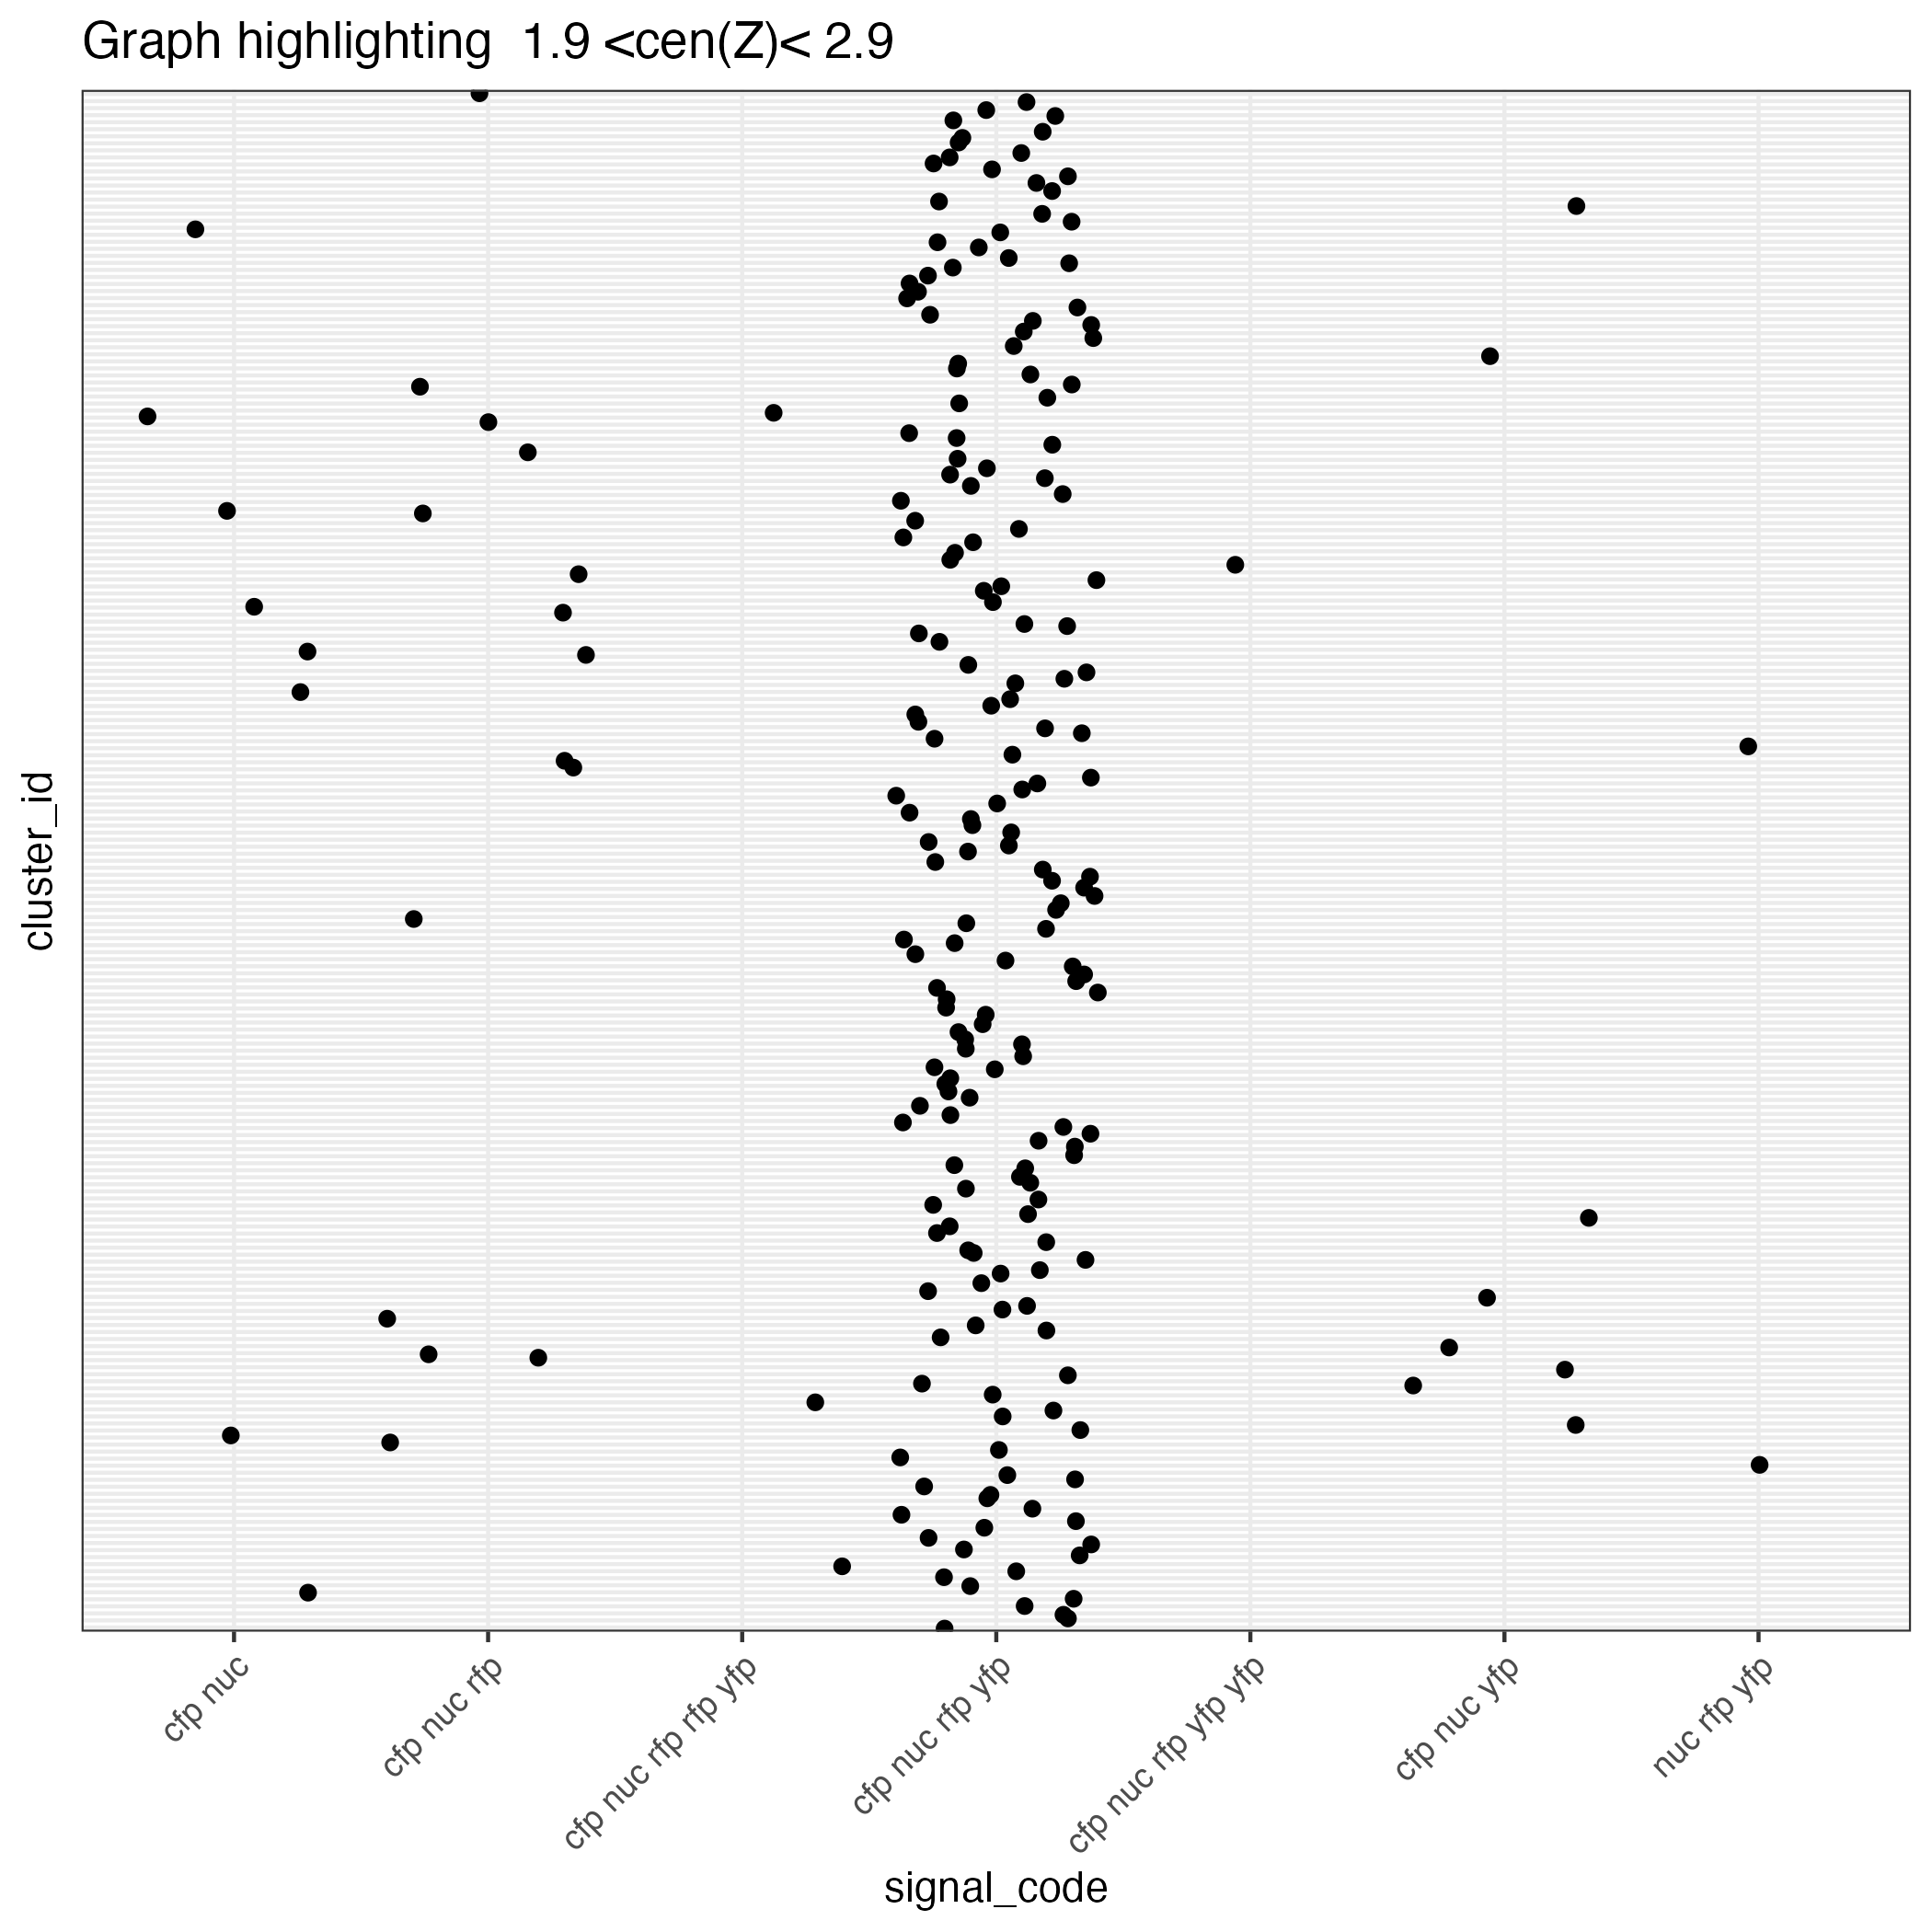 Graph highlighting  1.9 <cen(Z)< 2.9
cluster_id
cfp nuc
cfp nuc rfp
cfp nuc rfp rfp yfp
cfp nuc rfp yfp
cfp nuc rfp yfp yfp
cfp nuc yfp
nuc rfp yfp
signal_code